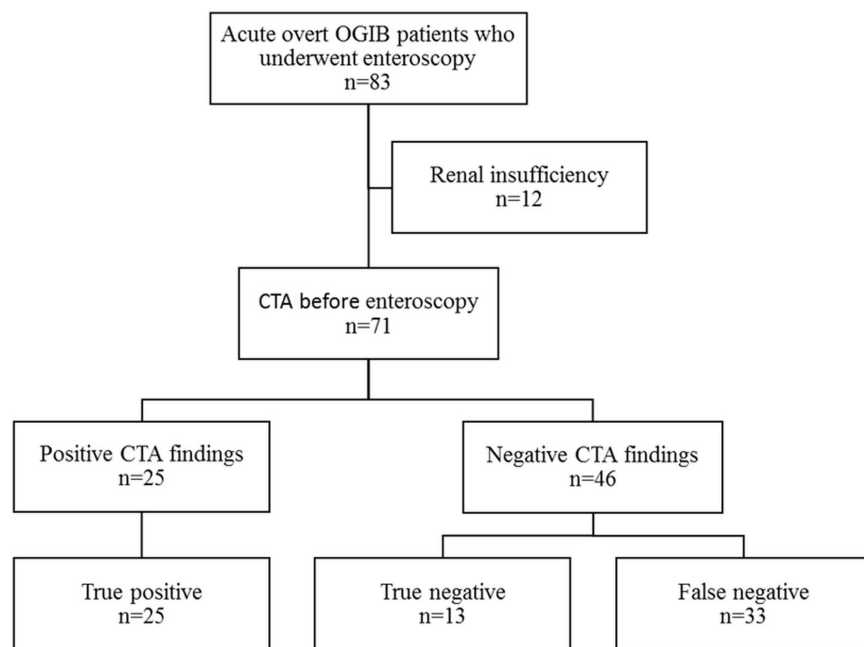 Acute overt OGIB patients who
underwent enteroscopy
n=83
Renal insufficiency
n=12
CTA before enteroscopy
n=71
Positive CTA findings
n=25
Negative CTA findings
n=46
True positive
n=25
True negative
n=13
False negative
n=33